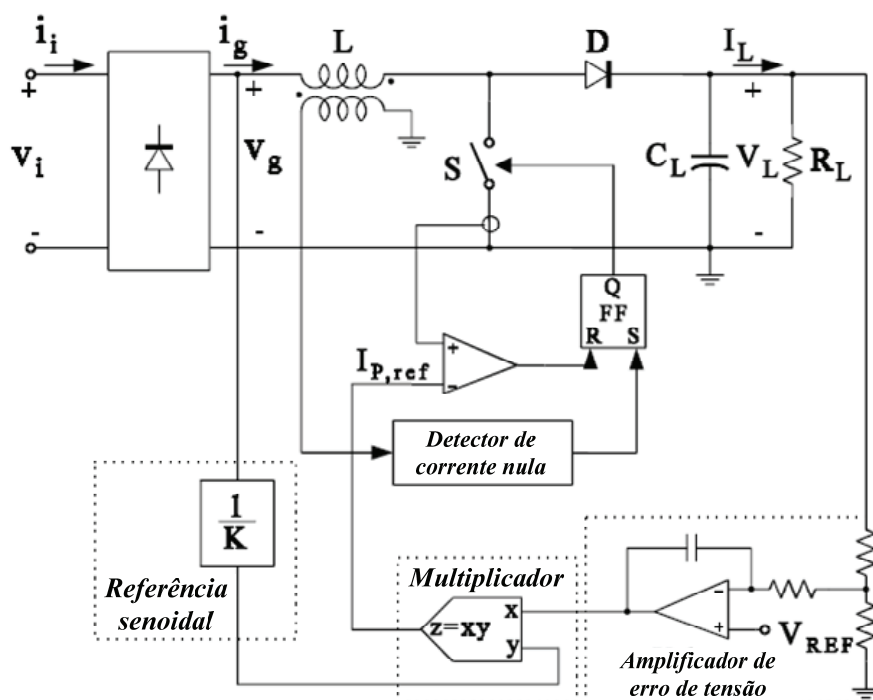 i_i
i_g
L
D
I_L
+
+
+
v_i
v_g
S
C_L
V_L
R_L
-
-
-
Q
FF
R S
I_P,ref
+
-
Detector de
corrente nula
1
K
Referência
senoidal
Multiplicador
z=xy
x
y
-
+
V_REF
Amplificador de
erro de tensão